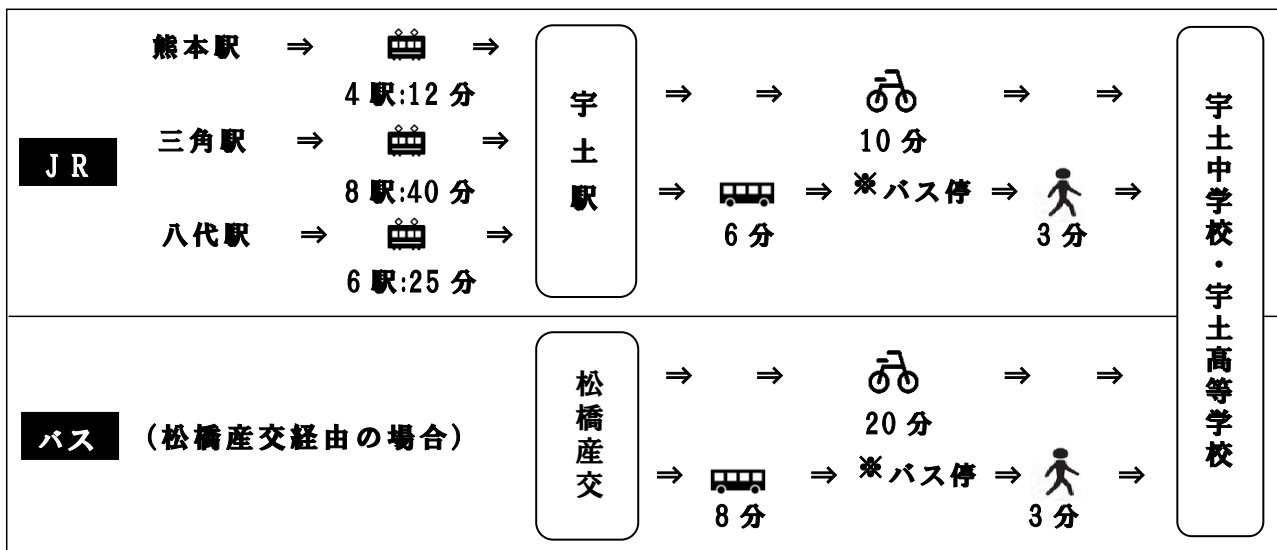 JR
熊本駅 ⇒ ⇒
4駅:12分
三角駅 ⇒ ⇒
8駅:40分
八代駅 ⇒ ⇒
6駅:25分
宇土駅
⇒ ⇒ ⇒ ⇒
10分
⇒ ⇒ ※バス停 ⇒ ⇒
6分 3分
バス (松橋産交経由の場合)
松橋産交
⇒ ⇒ ⇒ ⇒
20分
⇒ ⇒ ※バス停 ⇒ ⇒
8分 3分
宇土中学校・宇土高等学校